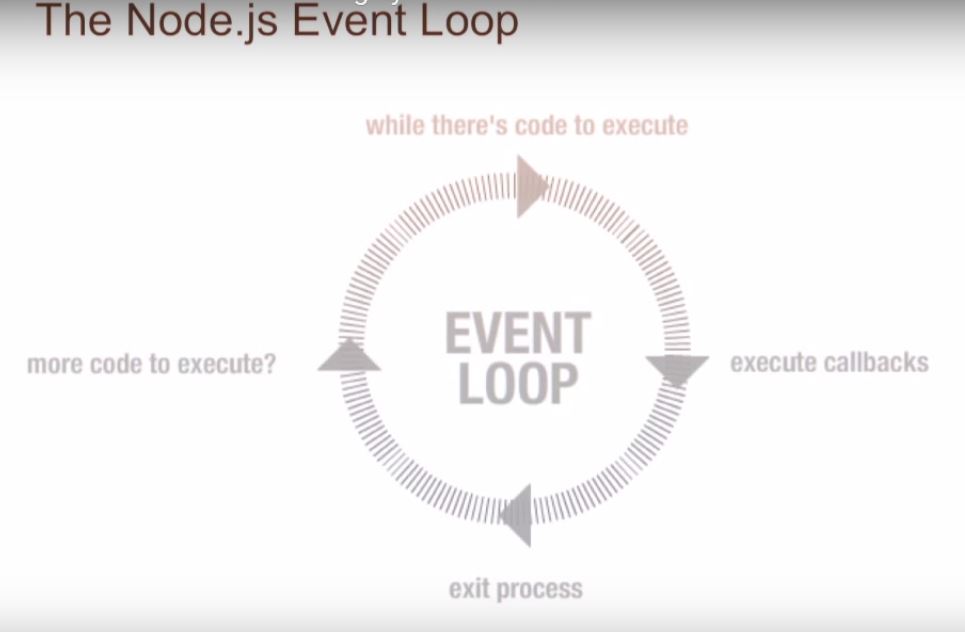 The Node.js Event Loop
while there's code to execute
more code to execute?
EVENT
LOOP
execute callbacks
exit process